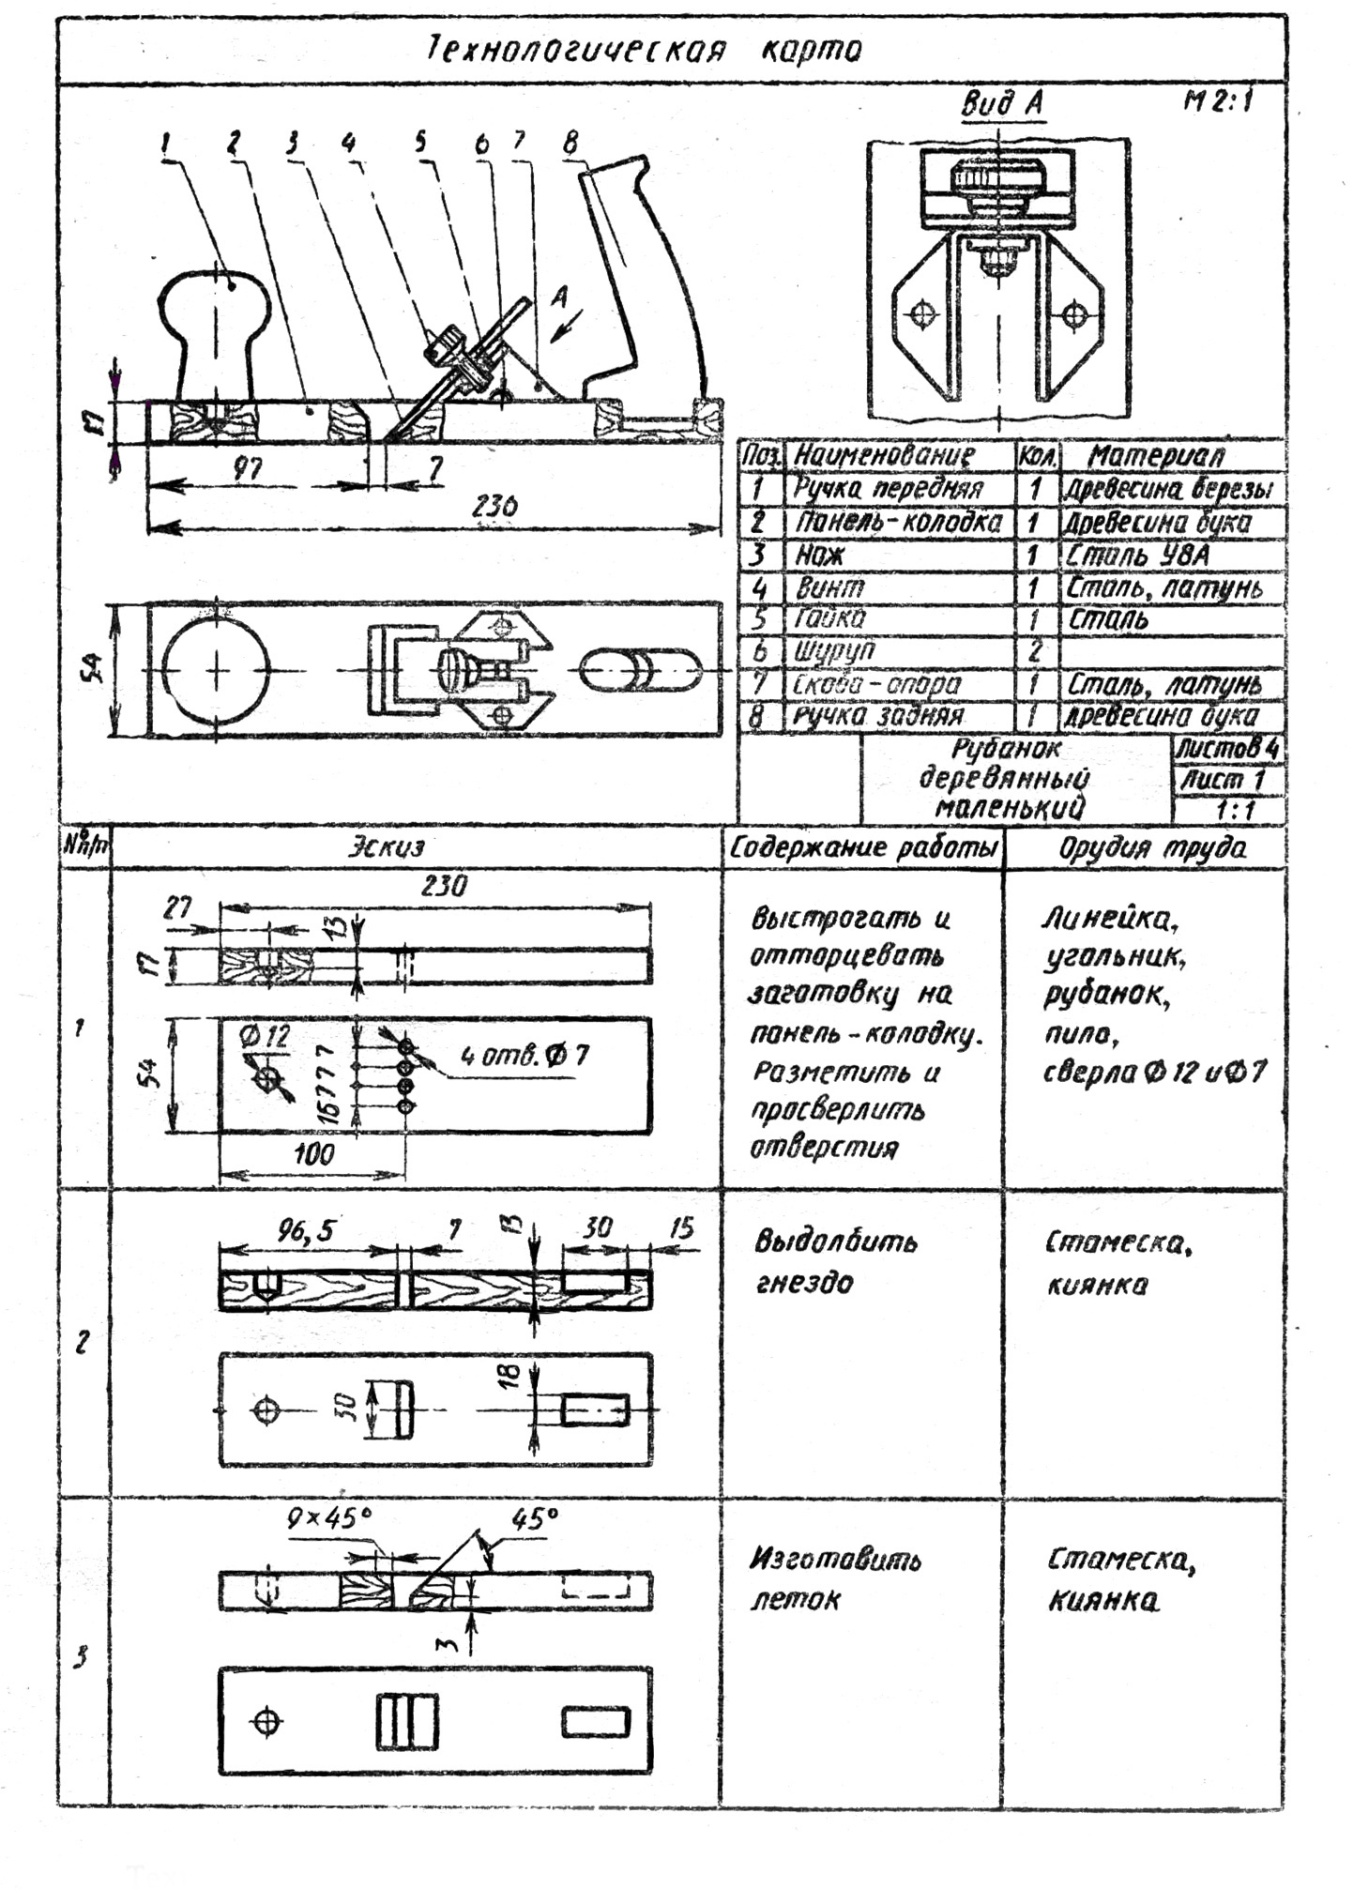 Технологическая карта
Вид А
М 2:1
1 2 3 4 5 6 7 8
А
17
97
7
230
54
Поз. Наименование Кол. Материал
1 Ручка передняя 1 Древесина березы
2 Панель-колодка 1 Древесина бука
3 Нож 1 Сталь У8А
4 Винт 1 Сталь, латунь
5 Гайка 1 Сталь
6 Шуруп 2
7 Скоба-опора 1 Сталь, латунь
8 Ручка задняя 1 древесина бука
Рубанок
деревянный
маленький
Листов 4
Лист 1
1:1
№ п/п Эскиз Содержание работы Орудия труда
1
230
27
13
17
Ф 12
4 отв. Ф 7
54
16 7 7 7
100
Выстрогать и
отторцевать
заготовку на
панель-колодку.
Разметить и
просверлить
отверстия
Линейка,
угольник,
рубанок,
пила,
сверла Ф 12 и Ф 7
2
96,5
7
13
30
15
30
18
Выдолбить
гнездо
Стамеска,
киянка
3
9×45°
45°
3
Изготовить
леток
Стамеска,
киянка